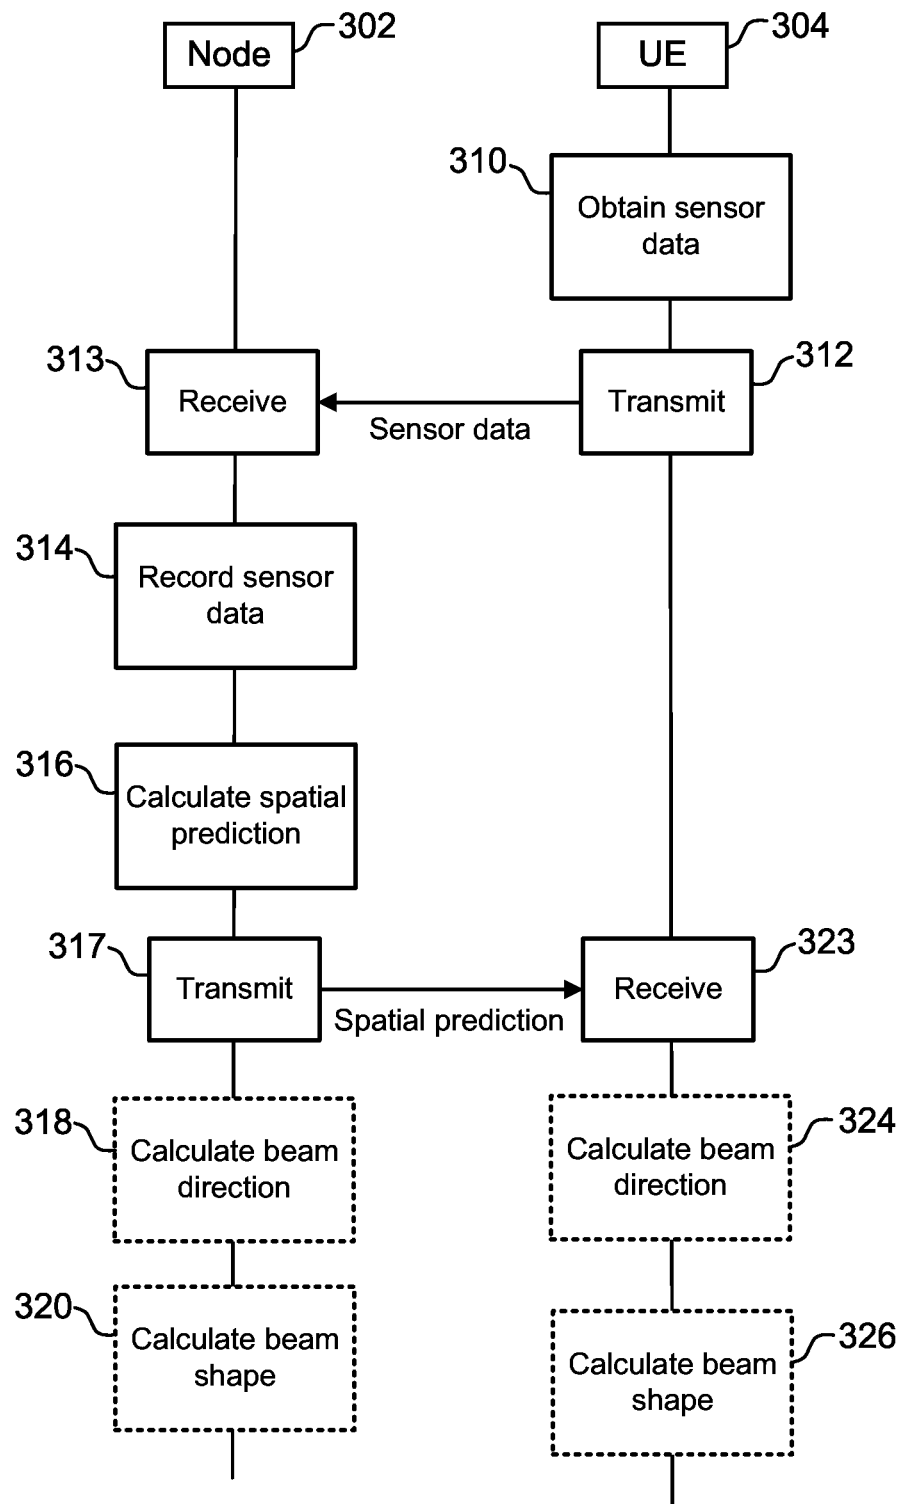 302
Node
304
UE
310
Obtain sensor
data
313
Receive
312
Transmit
Sensor data
314
Record sensor
data
316
Calculate spatial
prediction
317
Transmit
323
Receive
Spatial prediction
318
Calculate beam
direction
324
Calculate beam
direction
320
Calculate beam
shape
326
Calculate beam
shape